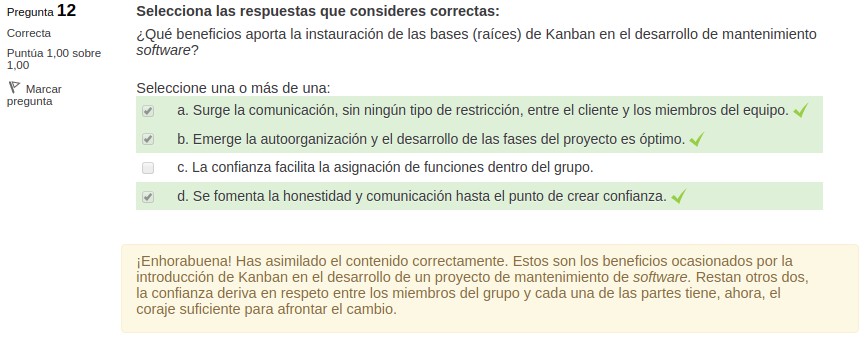 Pregunta 12
Correcta
Puntúa 1,00 sobre
1,00
Marcar
pregunta
Selecciona las respuestas que consideres correctas:
¿Qué beneficios aporta la instauración de las bases (raíces) de Kanban en el desarrollo de mantenimiento
software?
Seleccione una o más de una:
a. Surge la comunicación, sin ningún tipo de restricción, entre el cliente y los miembros del equipo.
b. Emerge la autoorganización y el desarrollo de las fases del proyecto es óptimo.
c. La confianza facilita la asignación de funciones dentro del grupo.
d. Se fomenta la honestidad y comunicación hasta el punto de crear confianza.
¡Enhorabuena! Has asimilado el contenido correctamente. Estos son los beneficios ocasionados por la
introducción de Kanban en el desarrollo de un proyecto de mantenimiento de software. Restan otros dos,
la confianza deriva en respeto entre los miembros del grupo y cada una de las partes tiene, ahora, el
coraje suficiente para afrontar el cambio.